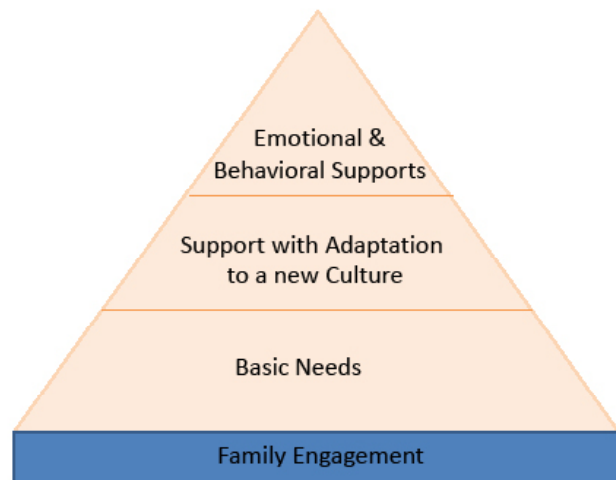 Emotional &
Behavioral Supports
Support with Adaptation
to a new Culture
Basic Needs
Family Engagement